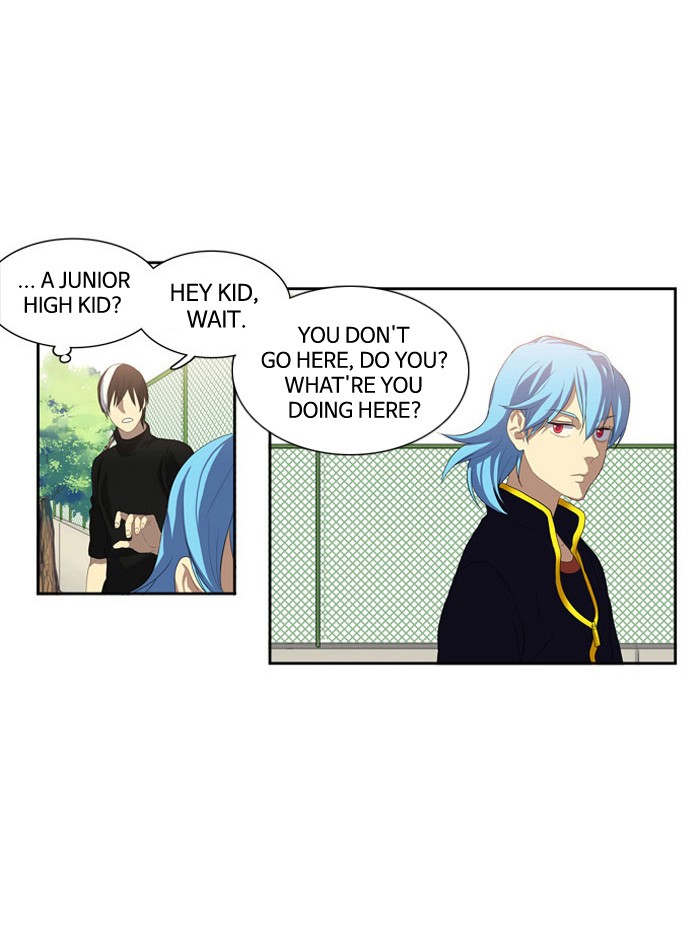 ... A JUNIOR
HIGH KID?
HEY KID,
WAIT.
YOU DON'T
GO HERE, DO YOU?
WHAT'RE YOU
DOING HERE?